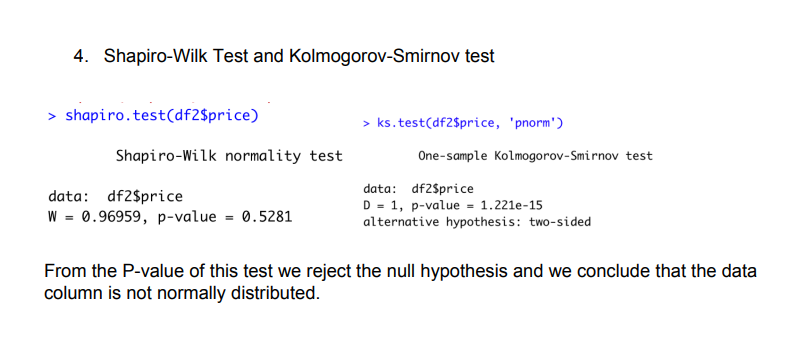 4. Shapiro-Wilk Test and Kolmogorov-Smirnov test
> shapiro.test(df2$price)
Shapiro-Wilk normality test
data: df2$price
W = 0.96959, p-value = 0.5281
> ks.test(df2$price, 'pnorm')
One-sample Kolmogorov-Smirnov test
data: df2$price
D = 1, p-value = 1.221e-15
alternative hypothesis: two-sided
From the P-value of this test we reject the null hypothesis and we conclude that the data
column is not normally distributed.